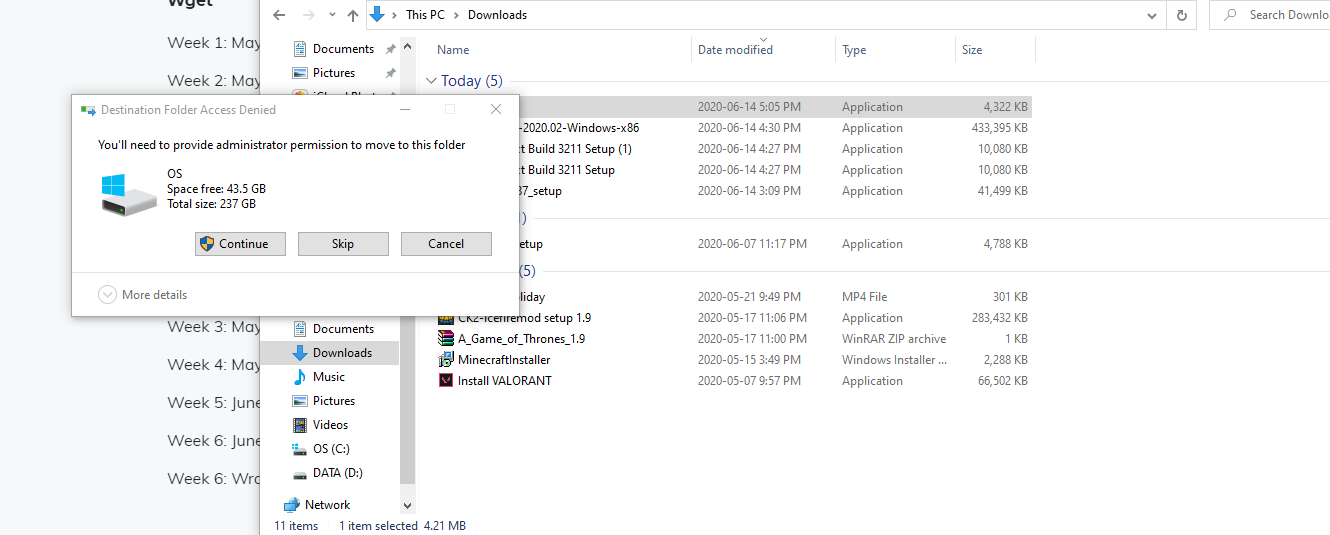 Wget
Week 1: May
Week 2: May
Week 3: May
Week 4: May
Week 5: June
Week 6: June
Week 6:
This PC > Downloads
Search Downlo
Documents
Pictures
Name Date modified Type Size
Today (5)
2020-06-14 5:05 PM Application 4,322 KB
-2020.02-Windows-x86 2020-06-14 4:30 PM Application 433,395 KB
ct Build 3211 Setup (1) 2020-06-14 4:27 PM Application 10,080 KB
ct Build 3211 Setup 2020-06-14 4:27 PM Application 10,080 KB
37_setup 2020-06-14 3:09 PM Application 41,499 KB
1)
etup 2020-06-07 11:17 PM Application 4,788 KB
(5)
liday 2020-05-21 9:49 PM MP4 File 301 KB
CK2-Icefiremod setup 1.9 2020-05-17 11:06 PM Application 283,432 KB
A_Game_of_Thrones_1.9 2020-05-17 11:00 PM WinRAR ZIP archive 1 KB
MinecraftInstaller 2020-05-15 3:49 PM Windows Installer ... 2,288 KB
Install VALORANT 2020-05-07 9:57 PM Application 66,502 KB
Destination Folder Access Denied
You'll need to provide administrator permission to move to this folder
OS
Space free: 43.5 GB
Total size: 237 GB
Continue Skip Cancel
More details
Documents
Downloads
Music
Pictures
Videos
OS (C:)
DATA (D:)
Network
11 items 1 item selected 4.21 MB